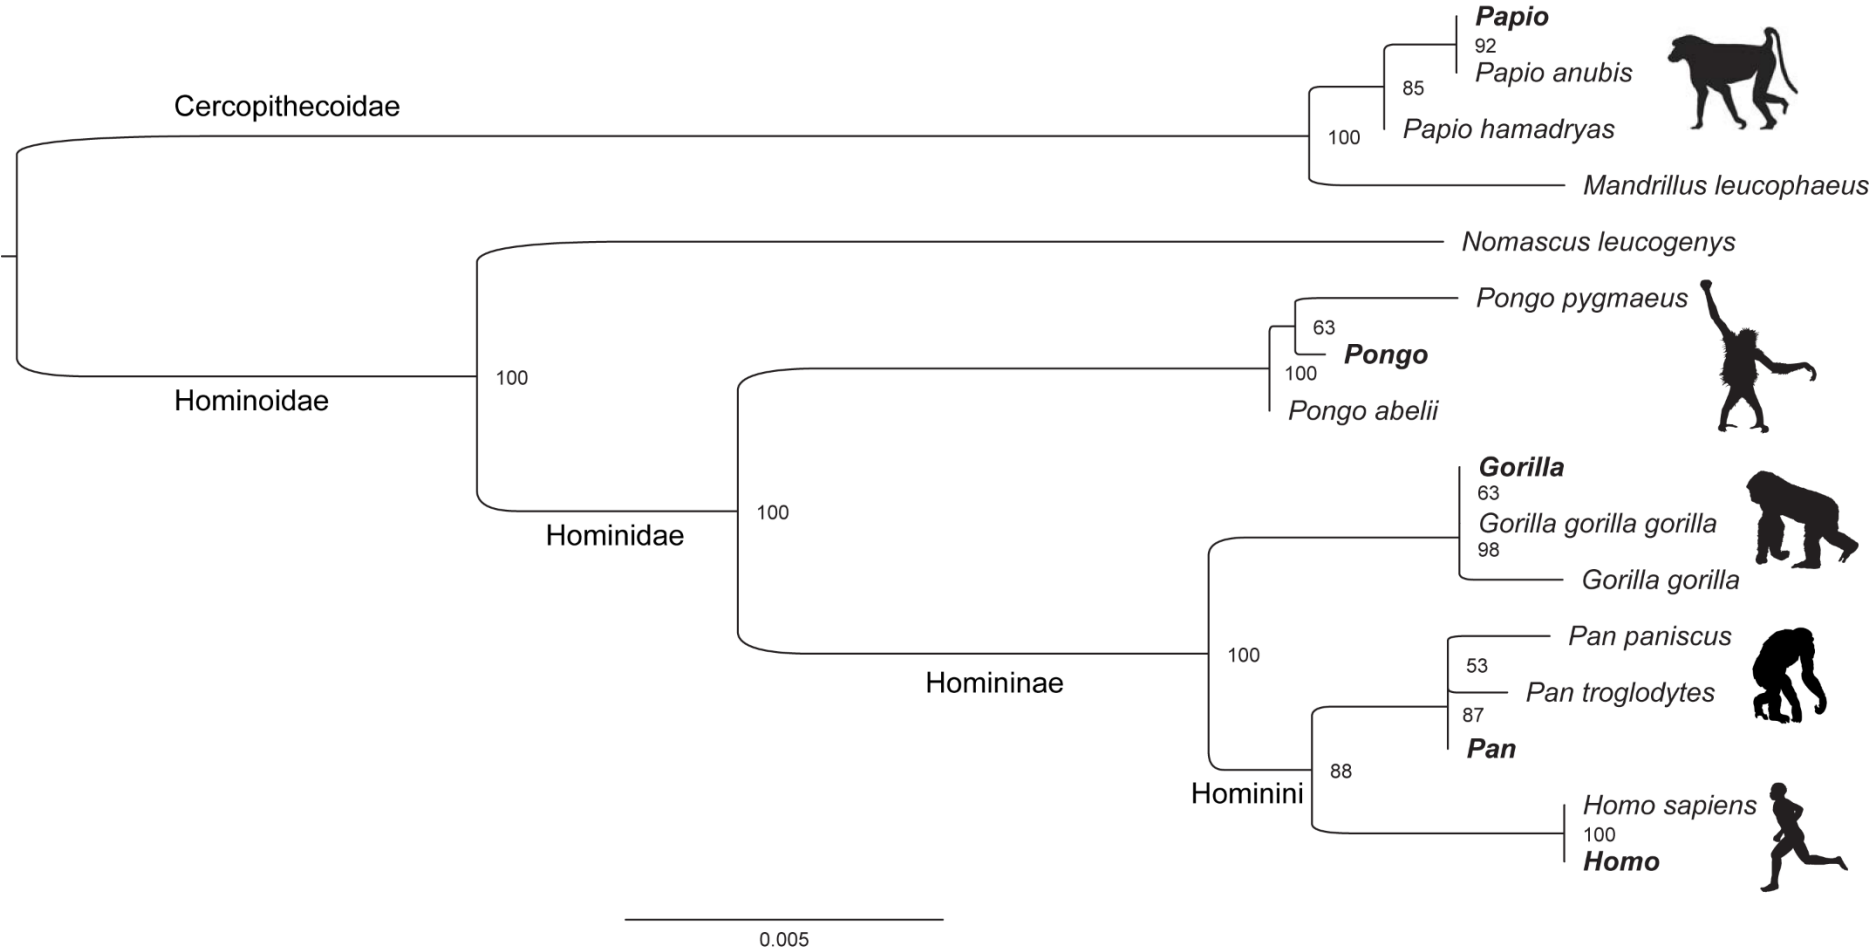 Papio
92
Papio anubis
85
Cercopithecoidae
Papio hamadryas
100
Mandrillus leucophaeus
Nomascus leucogenys
Pongo pygmaeus
63
Pongo
100
100
Hominoidae
Pongo abelii
Gorilla
63
100
Gorilla gorilla gorilla
Hominidae
98
Gorilla gorilla
Pan paniscus
100
53
Homininae
Pan troglodytes
87
Pan
88
Hominini
Homo sapiens
100
Homo
0.005